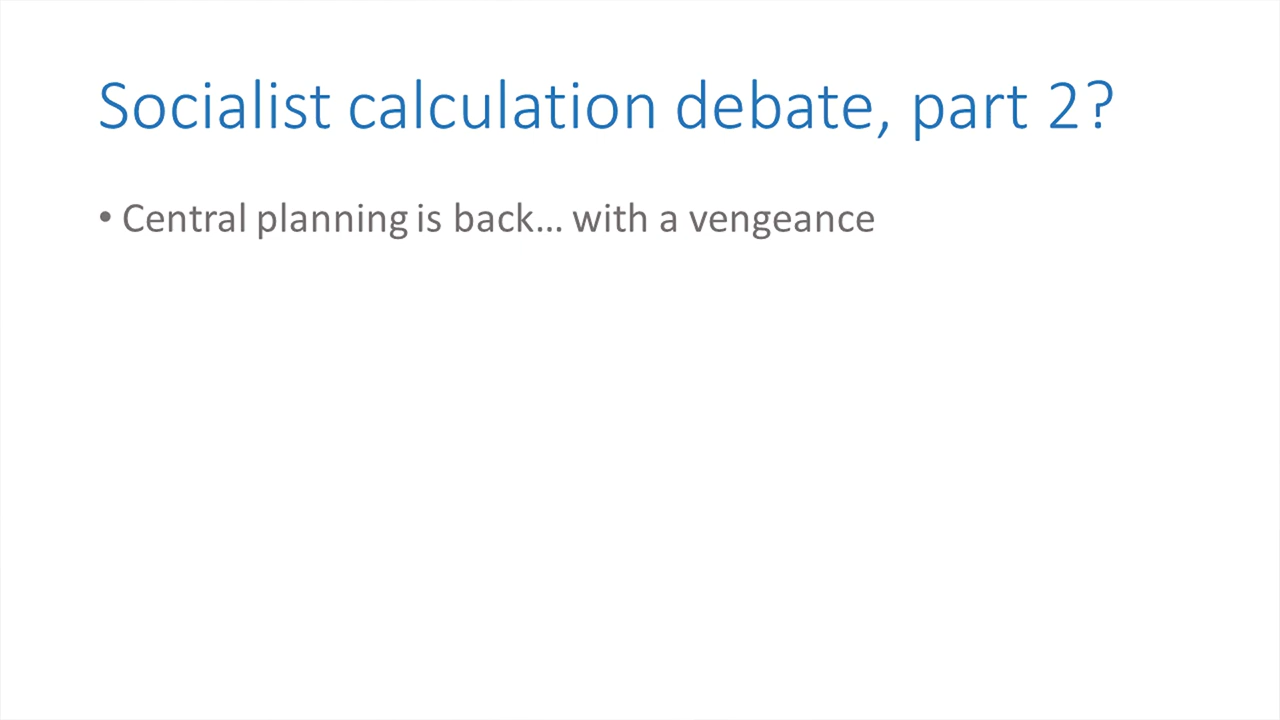 Socialist calculation debate, part 2?
• Central planning is back... with a vengeance